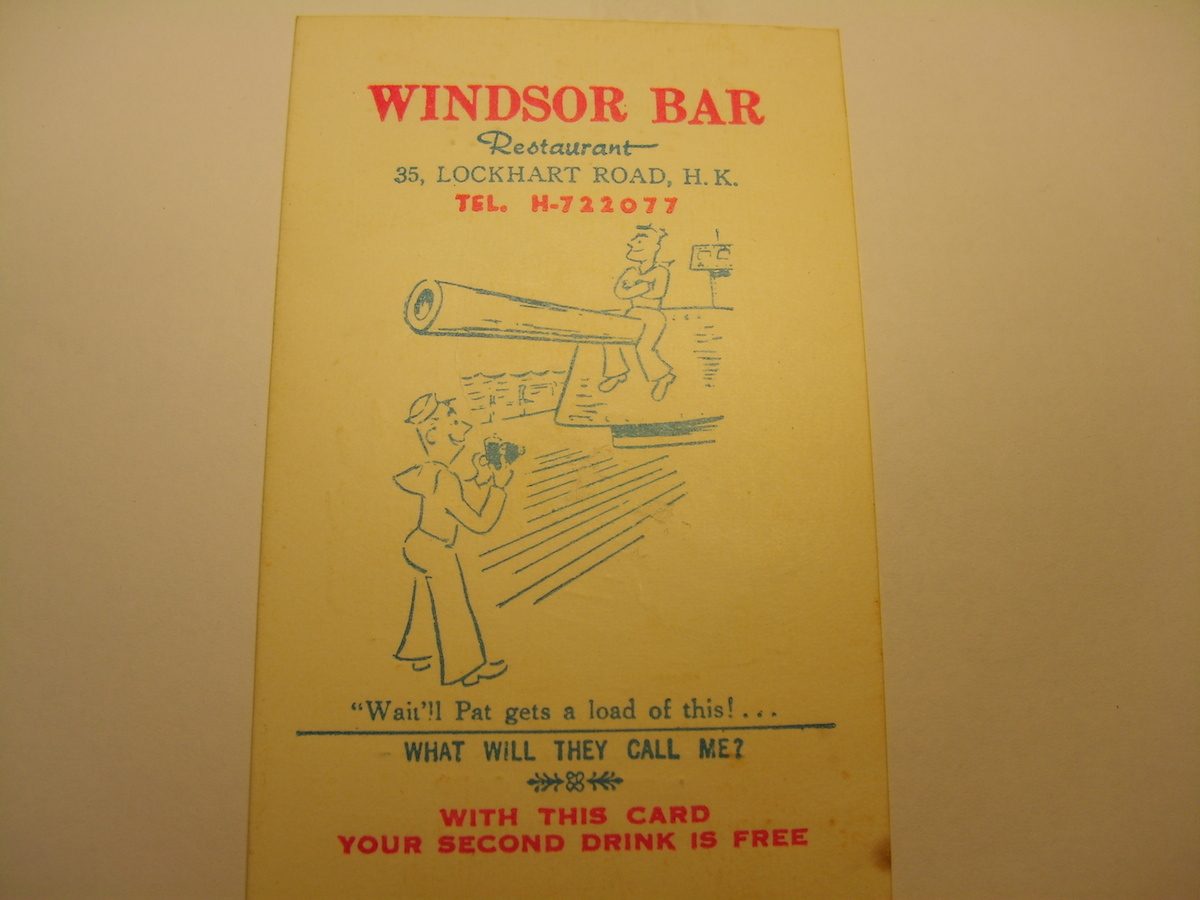 WINDSOR BAR
Restaurant
35, LOCKHART ROAD, H. K.
TEL. H-722077
"Wait'll Pat gets a load of this!...
WHAT WILL THEY CALL ME?
WITH THIS CARD
YOUR SECOND DRINK IS FREE